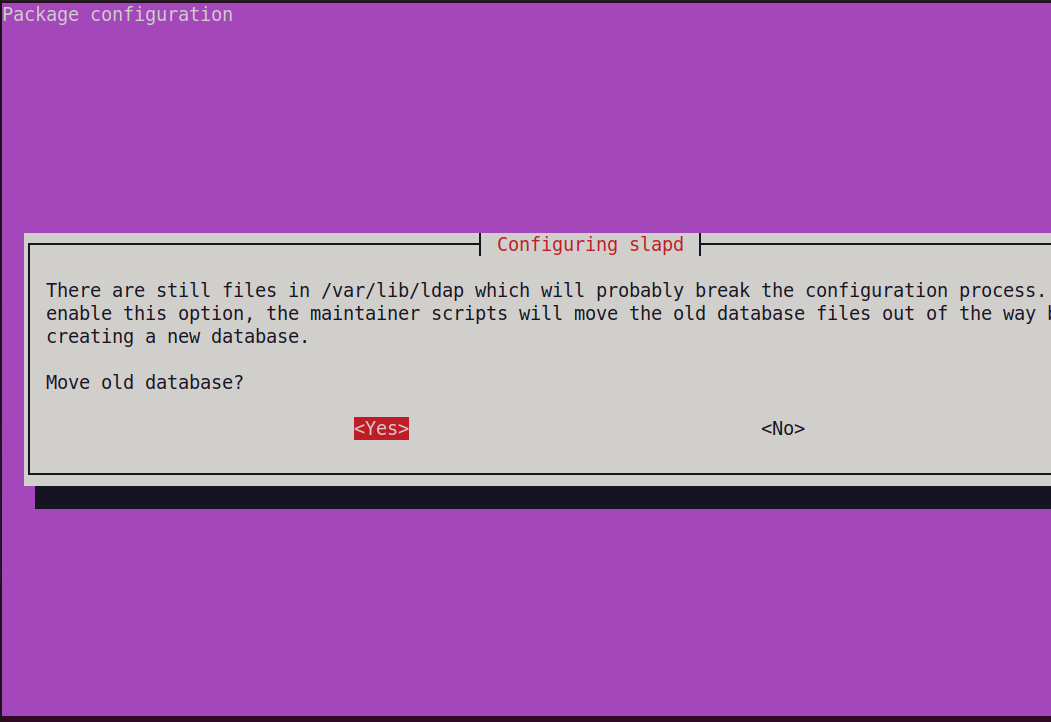 Package configuration
Configuring slapd
There are still files in /var/lib/ldap which will probably break the configuration process.
enable this option, the maintainer scripts will move the old database files out of the way
creating a new database.
Move old database?
<Yes> <No>